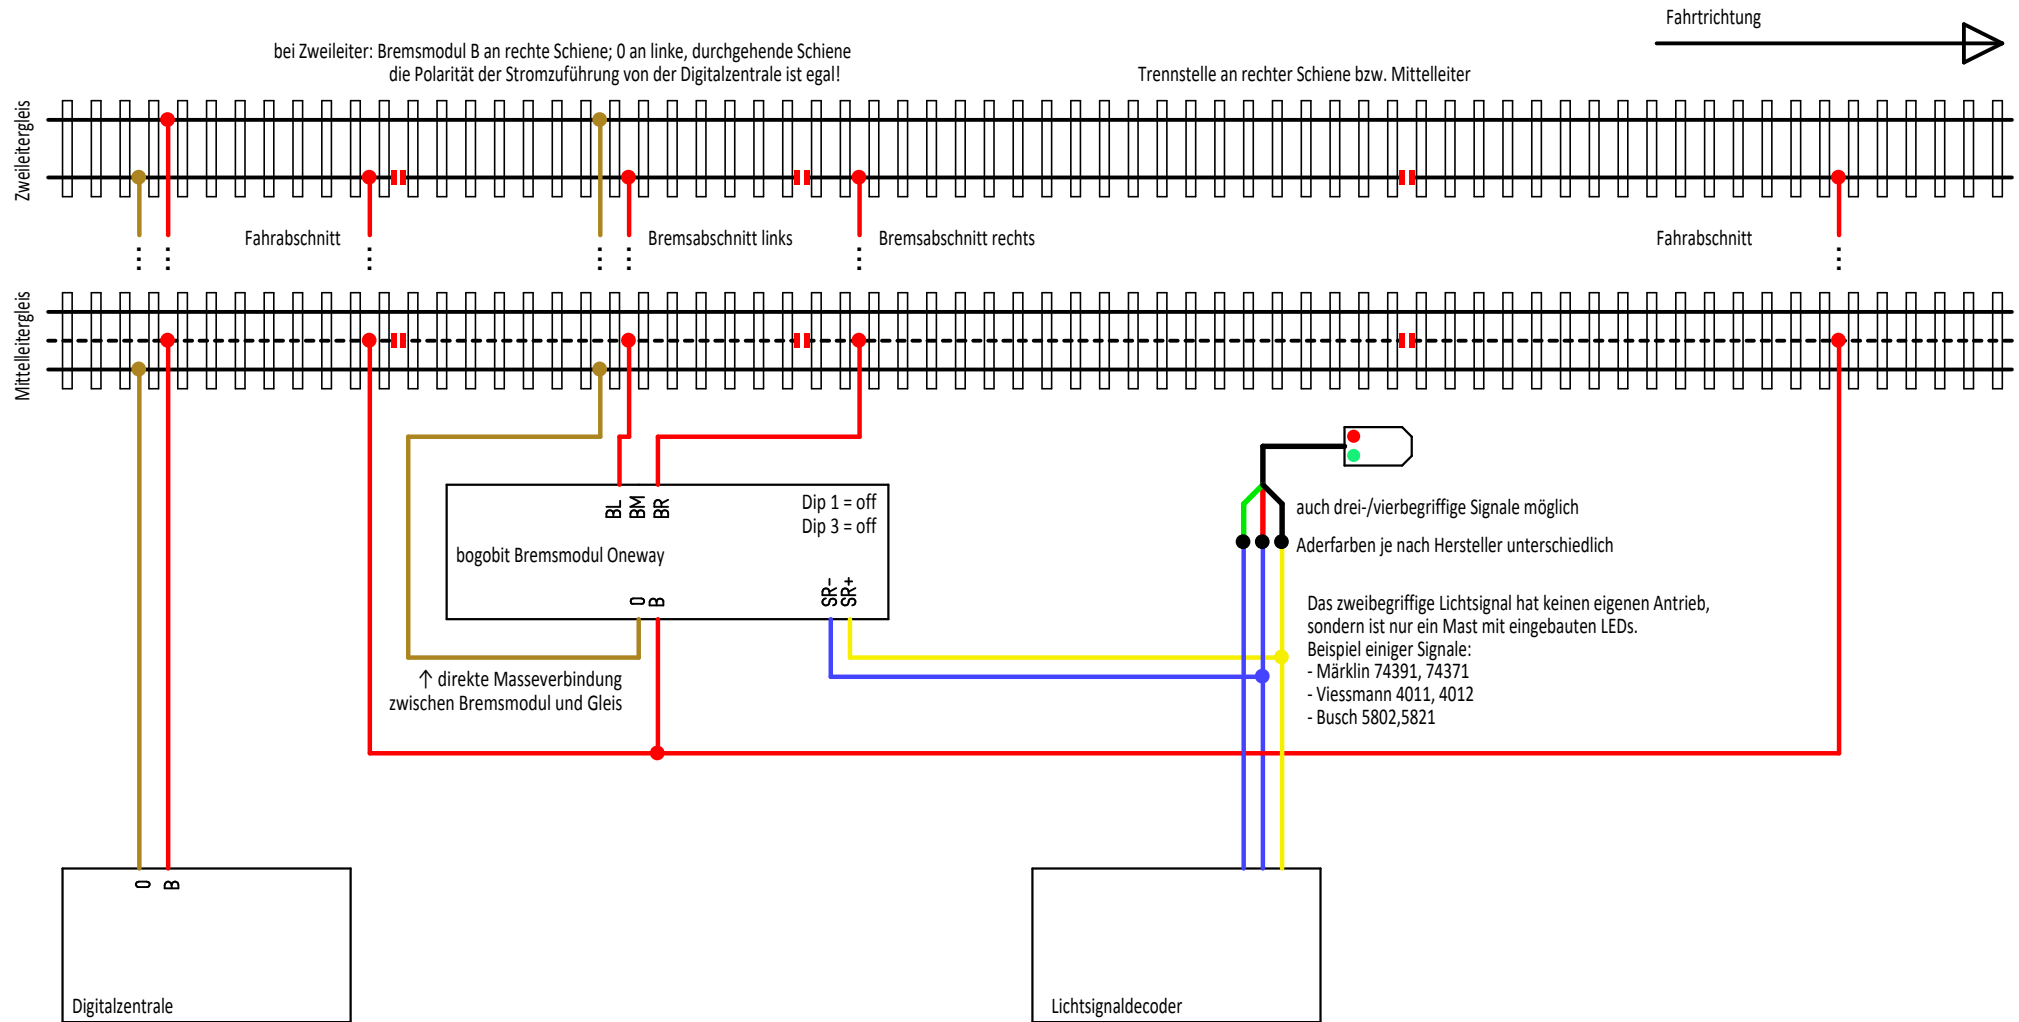 Fahrtrichtung
bei Zweileiter: Bremsmodul B an rechte Schiene; 0 an linke, durchgehende Schiene
die Polarität der Stromzuführung von der Digitalzentrale ist egal!
Trennstelle an rechter Schiene bzw. Mittelleiter
Zweileitergleis
Fahrabschnitt
Bremsabschnitt links
Bremsabschnitt rechts
Fahrabschnitt
Mittelleitergleis
BL
BM
BR
Dip 1 = off
Dip 3 = off
bogobit Bremsmodul Oneway
0
B
SR-
SR+
auch drei-/vierbegriffige Signale möglich
Aderfarben je nach Hersteller unterschiedlich
Das zweibegriffige Lichtsignal hat keinen eigenen Antrieb,
sondern ist nur ein Mast mit eingebauten LEDs.
Beispiel einiger Signale:
- Märklin 74391, 74371
- Viessmann 4011, 4012
- Busch 5802,5821
↑ direkte Masseverbindung
zwischen Bremsmodul und Gleis
0
B
Digitalzentrale
Lichtsignaldecoder